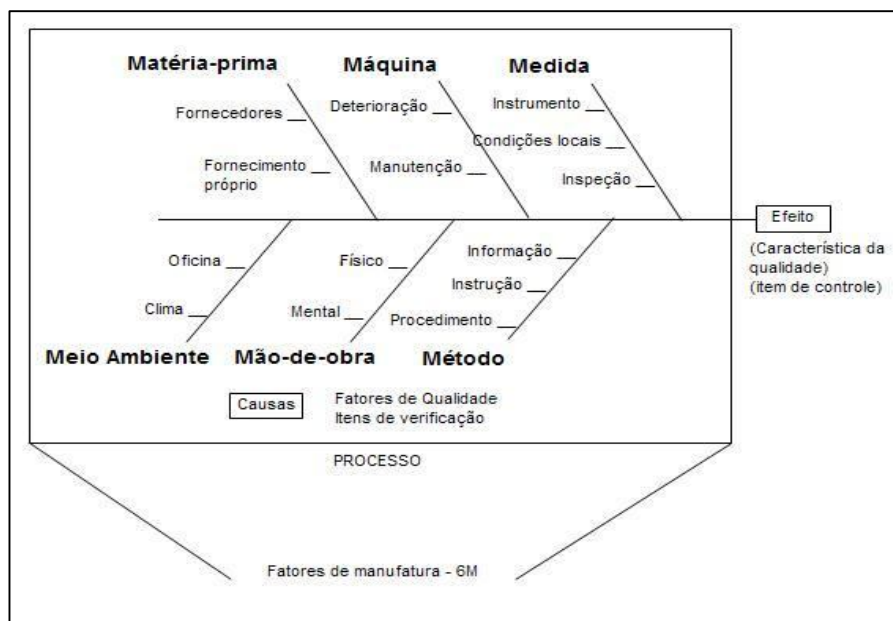 Matéria-prima
Máquina
Medida
Fornecedores
Deterioração
Instrumento
Condições locais
Fornecimento
próprio
Manutenção
Inspeção
Efeito
(Característica da
qualidade)
(item de controle)
Oficina
Físico
Informação
Instrução
Clima
Mental
Procedimento
Meio Ambiente
Mão-de-obra
Método
Causas
Fatores de Qualidade
Itens de verificação
PROCESSO
Fatores de manufatura - 6M